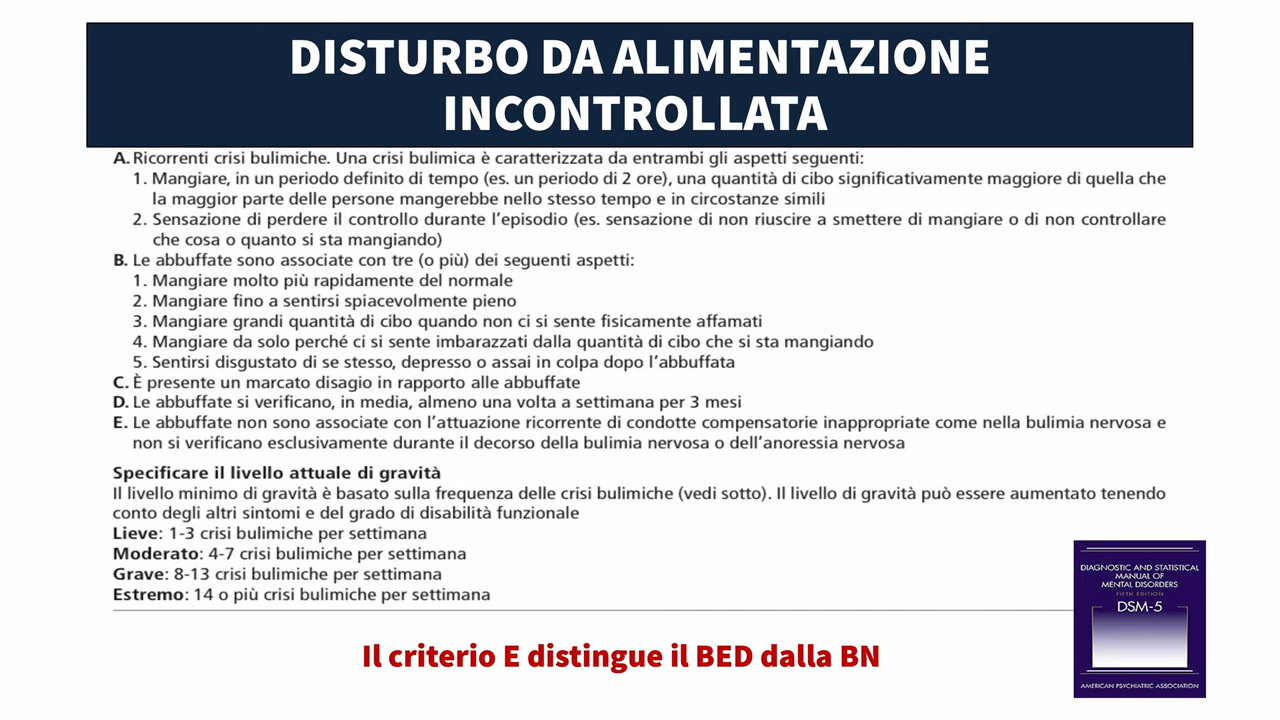 DISTURBO DA ALIMENTAZIONE
INCONTROLLATA
A. Ricorrenti crisi bulimiche. Una crisi bulimica è caratterizzata da entrambi gli aspetti seguenti:
1. Mangiare, in un periodo definito di tempo (es. un periodo di 2 ore), una quantità di cibo significativamente maggiore di quella che
la maggior parte delle persone mangerebbe nello stesso tempo e in circostanze simili
2. Sensazione di perdere il controllo durante l'episodio (es. sensazione di non riuscire a smettere di mangiare o di non controllare
che cosa o quanto si sta mangiando)
B. Le abbuffate sono associate con tre (o più) dei seguenti aspetti:
1. Mangiare molto più rapidamente del normale
2. Mangiare fino a sentirsi spiacevolmente pieno
3. Mangiare grandi quantità di cibo quando non ci si sente fisicamente affamati
4. Mangiare da solo perché ci si sente imbarazzati dalla quantità di cibo che si sta mangiando
5. Sentirsi disgustato di se stesso, depresso o assai in colpa dopo l'abbuffata
C. È presente un marcato disagio in rapporto alle abbuffate
D. Le abbuffate si verificano, in media, almeno una volta a settimana per 3 mesi
E. Le abbuffate non sono associate con l'attuazione ricorrente di condotte compensatorie inappropriate come nella bulimia nervosa e
non si verificano esclusivamente durante il decorso della bulimia nervosa o dell'anoressia nervosa
Specificare il livello attuale di gravità
Il livello minimo di gravità è basato sulla frequenza delle crisi bulimiche (vedi sotto). Il livello di gravità può essere aumentato tenendo
conto degli altri sintomi e del grado di disabilità funzionale
Lieve: 1-3 crisi bulimiche per settimana
Moderato: 4-7 crisi bulimiche per settimana
Grave: 8-13 crisi bulimiche per settimana
Estremo: 14 o più crisi bulimiche per settimana
DIAGNOSTIC AND STATISTICAL
MANUAL OF
MENTAL DISORDERS
FIFTH EDITION
DSM-5
AMERICAN PSYCHIATRIC ASSOCIATION
Il criterio E distingue il BED dalla BN